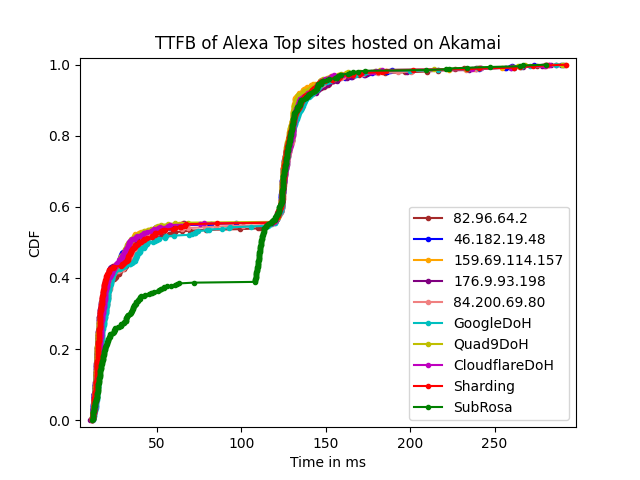 TTFB of Alexa Top sites hosted on Akamai
1.0
0.8
0.6
0.4
0.2
0.0
CDF
50
100
150
200
250
Time in ms
82.96.64.2
46.182.19.48
159.69.114.157
176.9.93.198
84.200.69.80
GoogleDoH
Quad9DoH
CloudflareDoH
Sharding
SubRosa